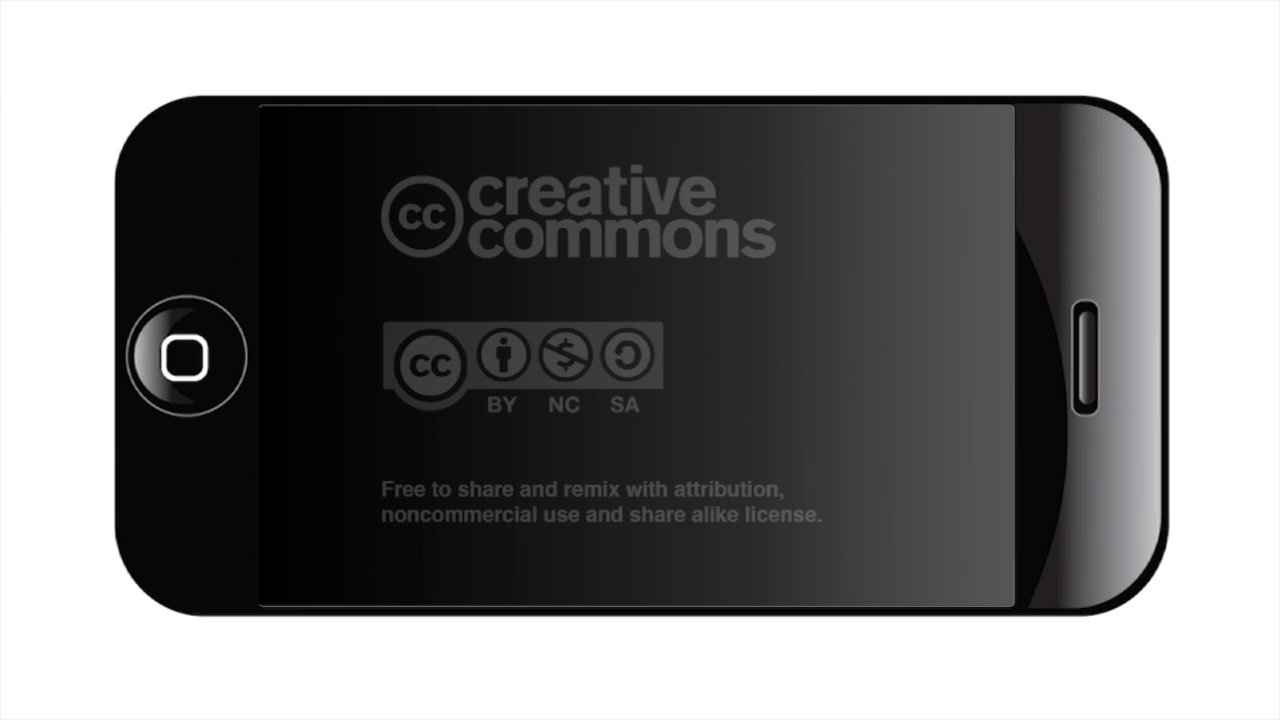 cc creative
commons
cc
BY NC SA
Free to share and remix with attribution,
noncommercial use and share alike license.